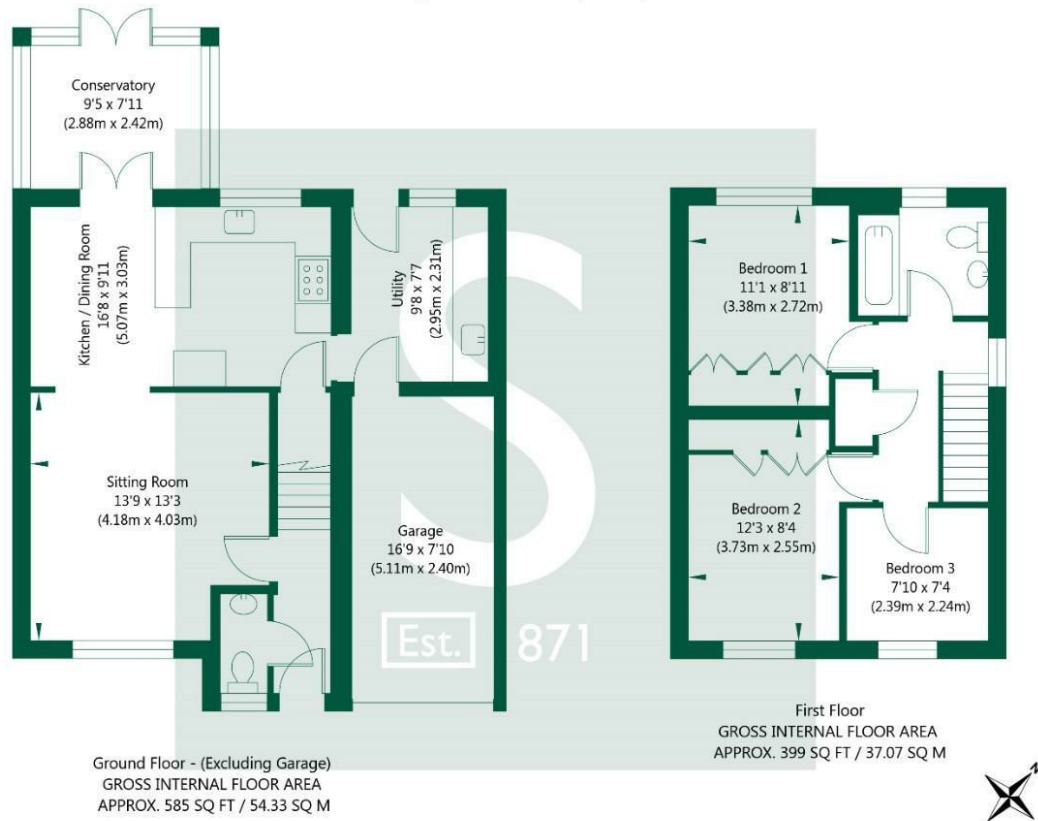 Conservatory
9'5 x 7'11
(2.88m x 2.42m)
Kitchen / Dining Room
16'8 x 9'11
(5.07m x 3.03m)
Utility
9'8 x 7'7
(2.95m x 2.31m)
Sitting Room
13'9 x 13'3
(4.18m x 4.03m)
Garage
16'9 x 7'10
(5.11m x 2.40m)
S
Est. 871
Ground Floor - (Excluding Garage)
GROSS INTERNAL FLOOR AREA
APPROX. 585 SQ FT / 54.33 SQ M
Bedroom 1
11'1 x 8'11
(3.38m x 2.72m)
Bedroom 2
12'3 x 8'4
(3.73m x 2.55m)
Bedroom 3
7'10 x 7'4
(2.39m x 2.24m)
First Floor
GROSS INTERNAL FLOOR AREA
APPROX. 399 SQ FT / 37.07 SQ M